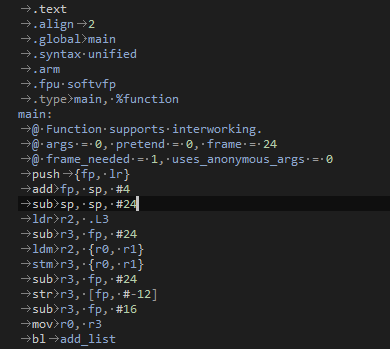 .text
.align 2
.global main
.syntax unified
.arm
.fpu softvfp
.type main, %function
main:
@ Function supports interworking.
@ args = 0, pretend = 0, frame = 24
@ frame_needed = 1, uses_anonymous_args = 0
push {fp, lr}
add fp, sp, #4
sub sp, sp, #24
ldr r2, .L3
sub r3, fp, #24
ldm r2, {r0, r1}
stm r3, {r0, r1}
sub r3, fp, #24
str r3, [fp, #-12]
sub r3, fp, #16
mov r0, r3
bl add_list